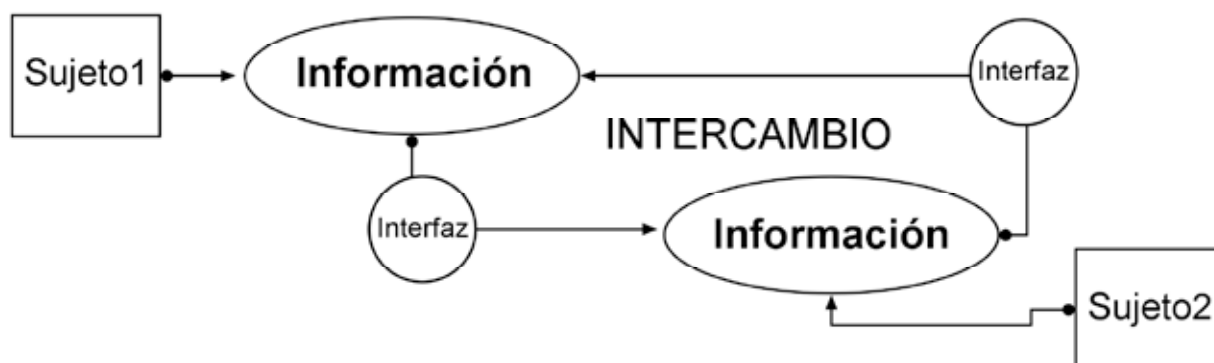 Sujeto1
Información
Interfaz
INTERCAMBIO
Interfaz
Información
Sujeto2